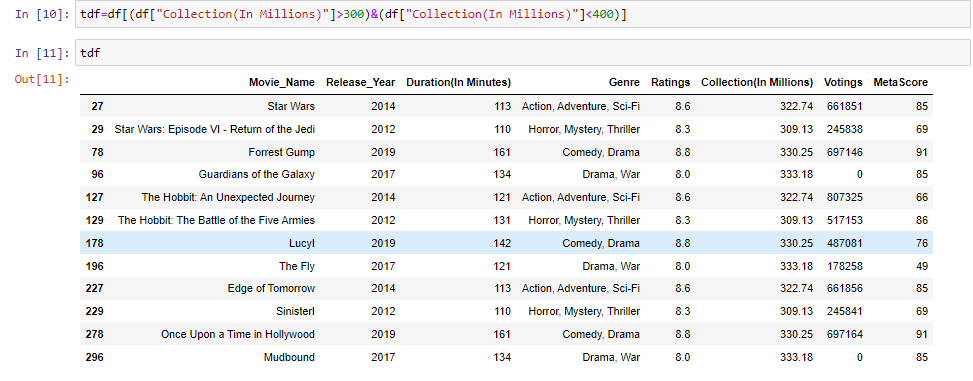 In [10]: tdf=df[(df["Collection(In Millions)"]>300)&(df["Collection(In Millions)"]<400)]
In [11]: tdf
Out[11]:
Movie_Name Release_Year Duration(In Minutes) Genre Ratings Collection(In Millions) Votings MetaScore
27 Star Wars 2014 113 Action, Adventure, Sci-Fi 8.6 322.74 661851 85
29 Star Wars: Episode VI - Return of the Jedi 2012 110 Horror, Mystery, Thriller 8.3 309.13 245838 69
78 Forrest Gump 2019 161 Comedy, Drama 8.8 330.25 697146 91
96 Guardians of the Galaxy 2017 134 Drama, War 8.0 333.18 0 85
127 The Hobbit: An Unexpected Journey 2014 121 Action, Adventure, Sci-Fi 8.6 322.74 807325 66
129 The Hobbit: The Battle of the Five Armies 2012 131 Horror, Mystery, Thriller 8.3 309.13 517153 86
178 LucyI 2019 142 Comedy, Drama 8.8 330.25 487081 76
196 The Fly 2017 121 Drama, War 8.0 333.18 178258 49
227 Edge of Tomorrow 2014 113 Action, Adventure, Sci-Fi 8.6 322.74 661856 85
229 SinisterI 2012 110 Horror, Mystery, Thriller 8.3 309.13 245841 69
278 Once Upon a Time in Hollywood 2019 161 Comedy, Drama 8.8 330.25 697164 91
296 Mudbound 2017 134 Drama, War 8.0 333.18 0 85